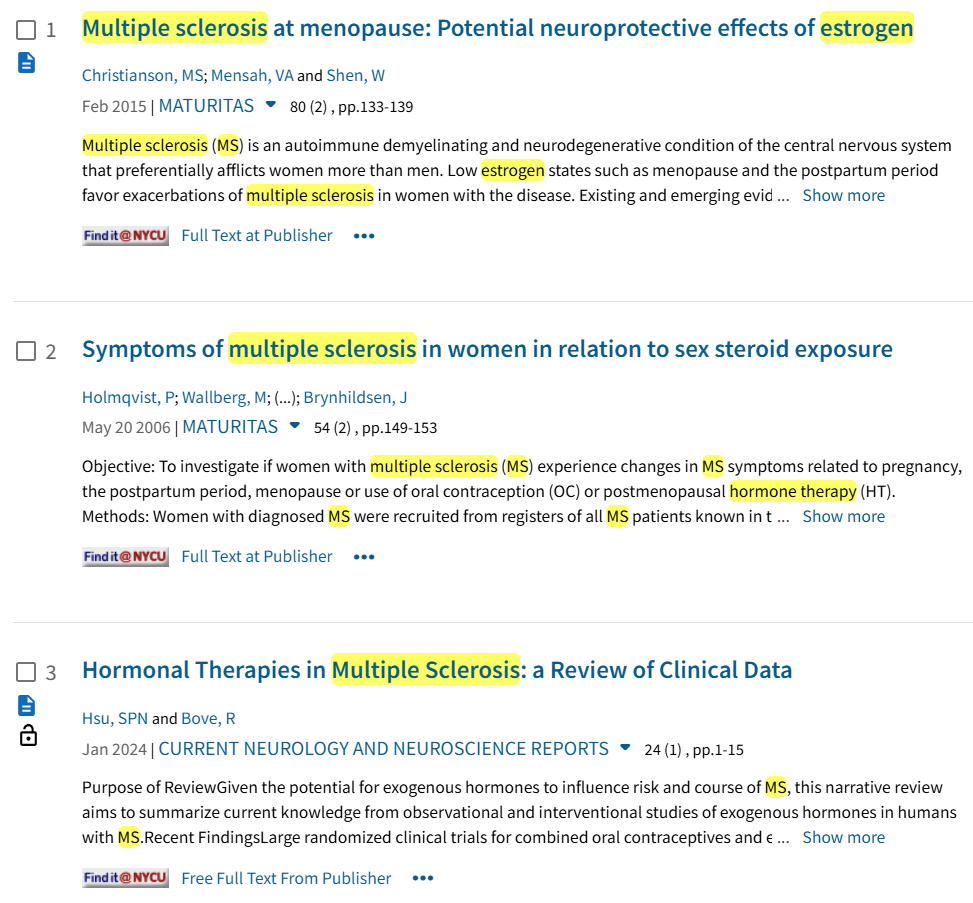 1 Multiple sclerosis at menopause: Potential neuroprotective effects of estrogen
Christianson, MS; Mensah, VA and Shen, W
Feb 2015 | MATURITAS 80 (2) , pp.133-139
Multiple sclerosis (MS) is an autoimmune demyelinating and neurodegenerative condition of the central nervous system
that preferentially afflicts women more than men. Low estrogen states such as menopause and the postpartum period
favor exacerbations of multiple sclerosis in women with the disease. Existing and emerging evid ... Show more
Find it@NYCU Full Text at Publisher •••
2 Symptoms of multiple sclerosis in women in relation to sex steroid exposure
Holmqvist, P; Wallberg, M; (...); Brynhildsen, J
May 20 2006 | MATURITAS 54 (2) , pp.149-153
Objective: To investigate if women with multiple sclerosis (MS) experience changes in MS symptoms related to pregnancy,
the postpartum period, menopause or use of oral contraception (OC) or postmenopausal hormone therapy (HT).
Methods: Women with diagnosed MS were recruited from registers of all MS patients known in t ... Show more
Find it@NYCU Full Text at Publisher •••
3 Hormonal Therapies in Multiple Sclerosis: a Review of Clinical Data
Hsu, SPN and Bove, R
Jan 2024 | CURRENT NEUROLOGY AND NEUROSCIENCE REPORTS 24 (1) , pp.1-15
Purpose of ReviewGiven the potential for exogenous hormones to influence risk and course of MS, this narrative review
aims to summarize current knowledge from observational and interventional studies of exogenous hormones in humans
with MS.Recent FindingsLarge randomized clinical trials for combined oral contraceptives and e ... Show more
Find it@NYCU Free Full Text From Publisher •••